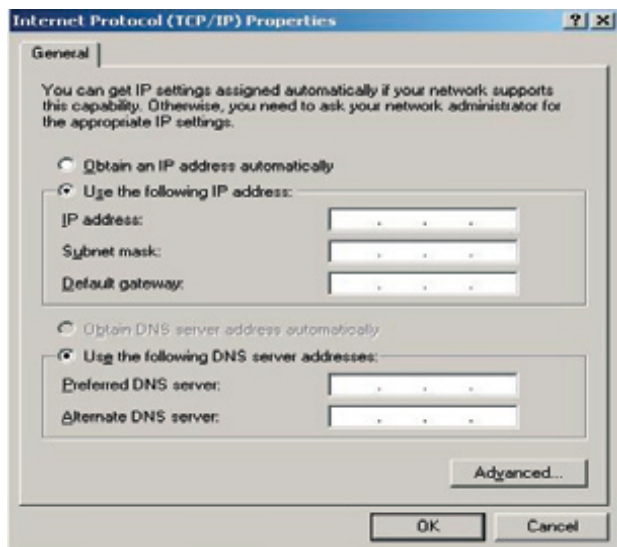 Internet Protocol (TCP/IP) Properties
General
You can get IP settings assigned automatically if your network supports
this capability. Otherwise, you need to ask your network administrator for
the appropriate IP settings.
Obtain an IP address automatically
Use the following IP address:
IP address:
Subnet mask:
Default gateway:
Obtain DNS server address automatically
Use the following DNS server addresses:
Preferred DNS server:
Alternate DNS server:
Advanced...
OK Cancel